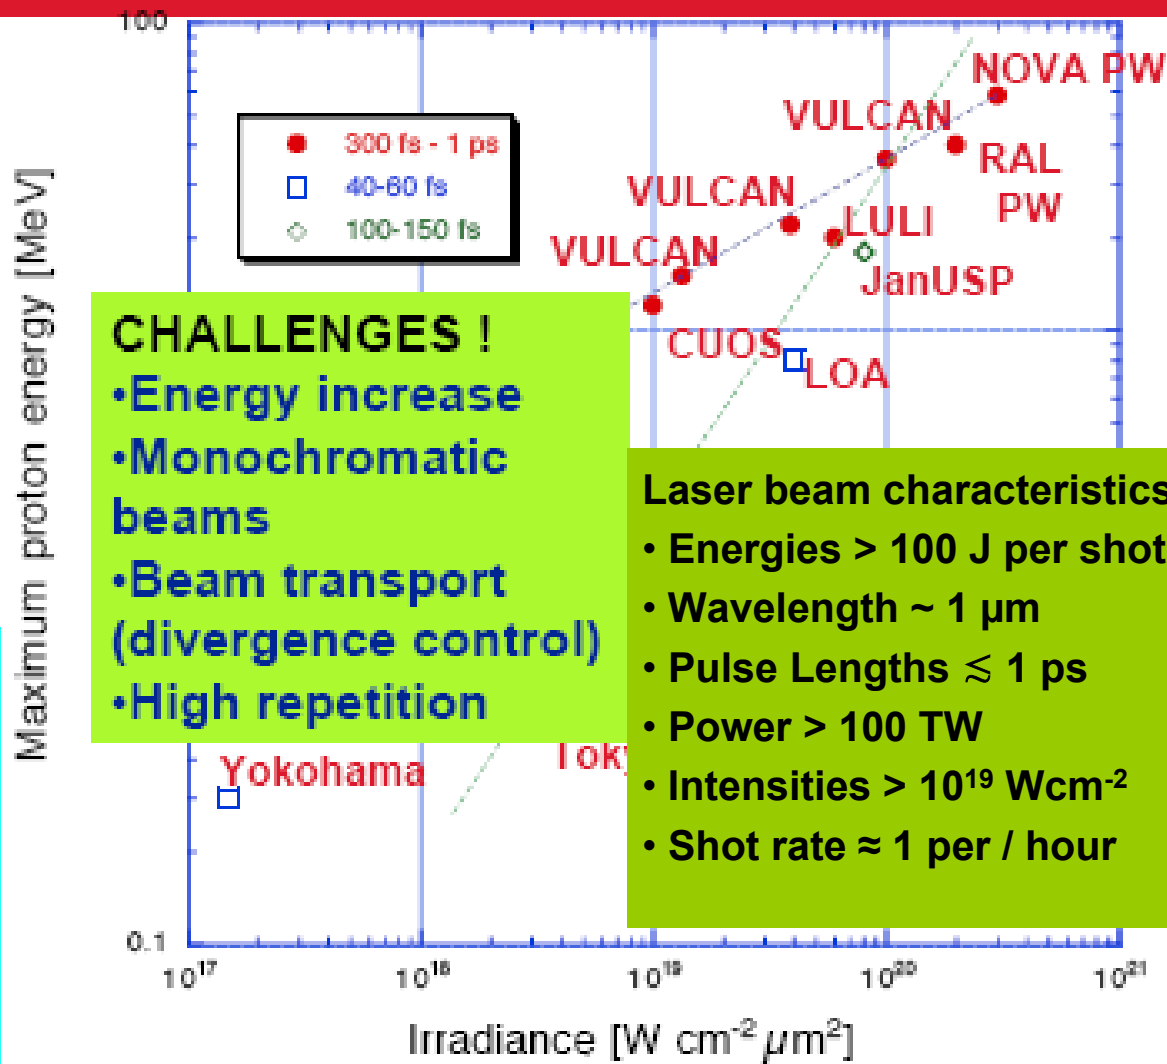 100
NOVA PW
VULCAN
300 fs - 1 ps
40-60 fs
100-150 fs
RAL
PW
VULCAN
LULI
VULCAN
JanUSP
CUOS
LOA
Maximum proton energy [MeV]
CHALLENGES !
•Energy increase
•Monochromatic
beams
•Beam transport
(divergence control)
•High repetition
Laser beam characteristics
• Energies > 100 J per shot
• Wavelength ~ 1 µm
• Pulse Lengths ≲ 1 ps
• Power > 100 TW
• Intensities > 10¹⁹ Wcm⁻²
• Shot rate ≈ 1 per / hour
Yokohama
0.1
10¹⁷ 10¹⁸ 10¹⁹ 10²⁰ 10²¹
Irradiance [W cm⁻² µm²]